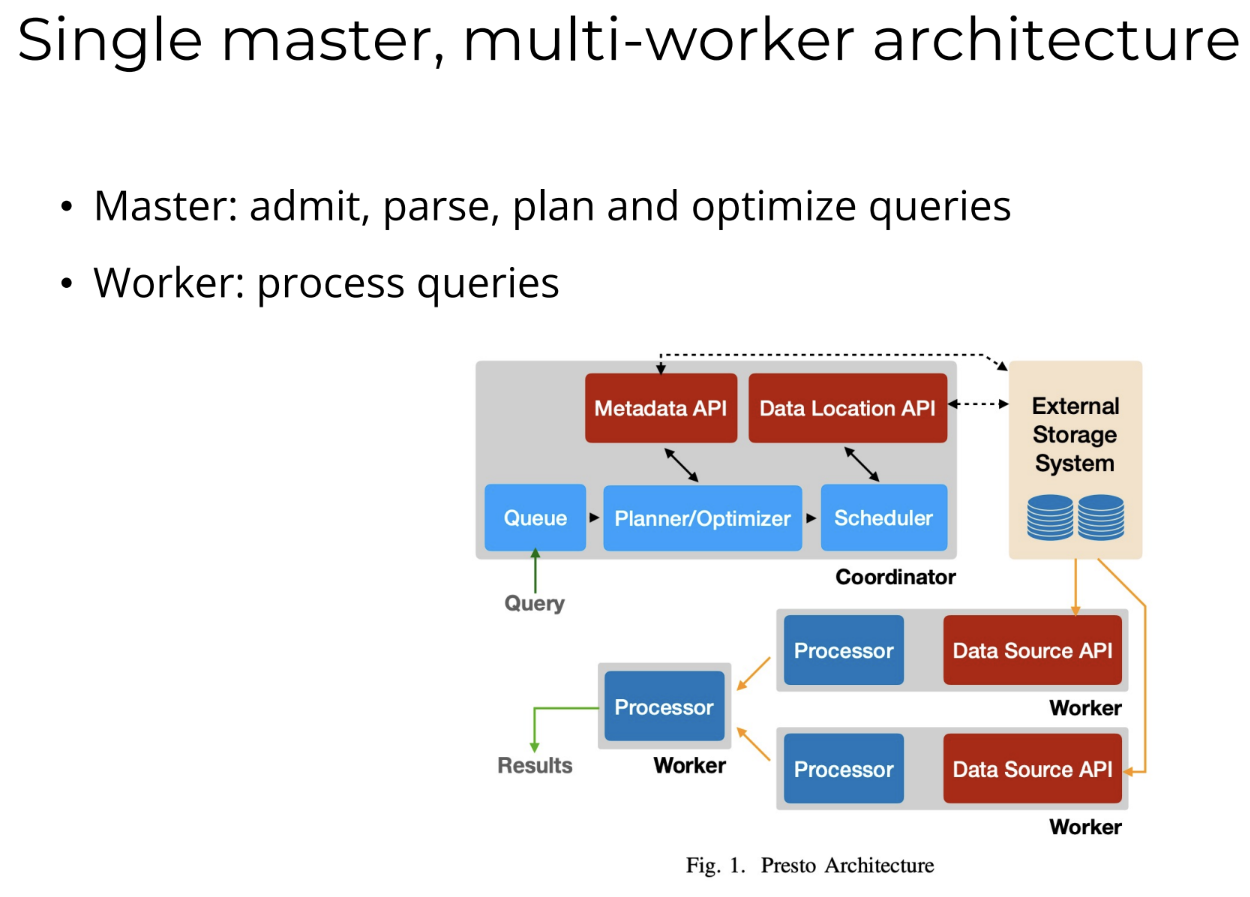 Single master, multi-worker architecture
• Master: admit, parse, plan and optimize queries
• Worker: process queries
Metadata API
Data Location API
External
Storage
System
Queue
Planner/Optimizer
Scheduler
Coordinator
Query
Processor
Data Source API
Worker
Processor
Worker
Results
Processor
Data Source API
Worker
Fig. 1. Presto Architecture